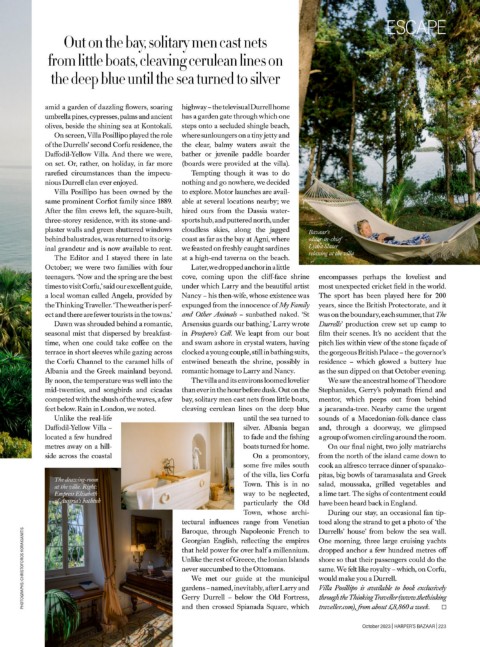 ESCAPE
Out on the bay, solitary men cast nets
from little boats, cleaving cerulean lines on
the deep blue until the sea turned to silver
amid a garden of dazzling flowers, soaring
umbrella pines, cypresses, palms and ancient
olives, beside the shining sea at Kontokali.
On screen, Villa Posillipo played the role
of the Durrells' second Corfu residence, the
Daffodil-Yellow Villa. And there we were,
on set. Or, rather, on holiday, in far more
rarefied circumstances than the impecu-
nious Durrell clan ever enjoyed.
Villa Posillipo has been owned by the
same prominent Corfiot family since 1889.
After the film crews left, the square-built,
three-storey residence, with its stone-and-
plaster walls and green shuttered windows
behind balustrades, was returned to its orig-
inal grandeur and is now available to rent.
The Editor and I stayed there in late
October; we were two families with four
teenagers. 'Now and the spring are the best
times to visit Corfu,' said our excellent guide,
a local woman called Angela, provided by
the Thinking Traveller. 'The weather is perf-
ect and there are fewer tourists in the towns.'
Dawn was shrouded behind a romantic,
seasonal mist that dispersed by breakfast-
time, when one could take coffee on the
terrace in short sleeves while gazing across
the Corfu Channel to the caramel hills of
Albania and the Greek mainland beyond.
By noon, the temperature was well into the
mid-twenties, and songbirds and cicadas
competed with the shush of the waves, a few
feet below. Rain in London, we noted.
Unlike the real-life
Daffodil-Yellow Villa –
located a few hundred
metres away on a hill-
side across the coastal
The drawing-room
at the villa. Right:
Empress Elisabeth
of Austria's bathtub
highway – the televisual Durrell home
has a garden gate through which one
steps onto a secluded shingle beach,
where sunloungers on a tiny jetty and
the clear, balmy waters await the
bather or juvenile paddle boarder
(boards were provided at the villa).
Tempting though it was to do
nothing and go nowhere, we decided
to explore. Motor launches are avail-
able at several locations nearby; we
hired ours from the Dassia water-
sports hub, and puttered north, under
cloudless skies, along the jagged
coast as far as the bay at Agni, where
we feasted on freshly caught sardines
at a high-end taverna on the beach.
Later, we dropped anchor in a little
cove, coming upon the cliff-face shrine
under which Larry and the beautiful artist
Nancy – his then-wife, whose existence was
expunged from the innocence of My Family
and Other Animals – sunbathed naked. 'St
Arsenius guards our bathing,' Larry wrote
in Prospero's Cell. We leapt from our boat
and swam ashore in crystal waters, having
clocked a young couple, still in bathing suits,
entwined beneath the shrine, possibly in
romantic homage to Larry and Nancy.
The villa and its environs loomed lovelier
than ever in the hour before dusk. Out on the
bay, solitary men cast nets from little boats,
cleaving cerulean lines on the deep blue
until the sea turned to
silver. Albania began
to fade and the fishing
boats turned for home.
On a promontory,
some five miles south
of the villa, lies Corfu
Town. This is in no
way to be neglected,
particularly the Old
Town, whose archi-
tectural influences range from Venetian
Baroque, through Napoleonic French to
Georgian English, reflecting the empires
that held power for over half a millennium.
Unlike the rest of Greece, the Ionian Islands
never succumbed to the Ottomans.
We met our guide at the municipal
gardens – named, inevitably, after Larry and
Gerry Durrell – below the Old Fortress,
and then crossed Spianada Square, which
Bazaar's
editor-in-chief
Lydia Slater
relaxing at the villa
encompasses perhaps the loveliest and
most unexpected cricket field in the world.
The sport has been played here for 200
years, since the British Protectorate, and it
was on the boundary, each summer, that The
Durrells' production crew set up camp to
film their scenes. It's no accident that the
pitch lies within view of the stone façade of
the gorgeous British Palace – the governor's
residence – which glowed a buttery hue
as the sun dipped on that October evening.
We saw the ancestral home of Theodore
Stephanides, Gerry's polymath friend and
mentor, which peeps out from behind
a jacaranda-tree. Nearby came the urgent
sounds of a Macedonian-folk-dance class
and, through a doorway, we glimpsed
a group of women circling around the room.
On our final night, two jolly matriarchs
from the north of the island came down to
cook an alfresco terrace dinner of spanako-
pitas, big bowls of taramasalata and Greek
salad, moussaka, grilled vegetables and
a lime tart. The sighs of contentment could
have been heard back in England.
During our stay, an occasional fan tip-
toed along the strand to get a photo of 'the
Durrells' house' from below the sea wall.
One morning, three large cruising yachts
dropped anchor a few hundred metres off
shore so that their passengers could do the
same. We felt like royalty – which, on Corfu,
would make you a Durrell.
Villa Posillipo is available to book exclusively
through the Thinking Traveller (www.thethinking
traveller.com), from about £8,860 a week. □
October 2023 | HARPER'S BAZAAR | 223